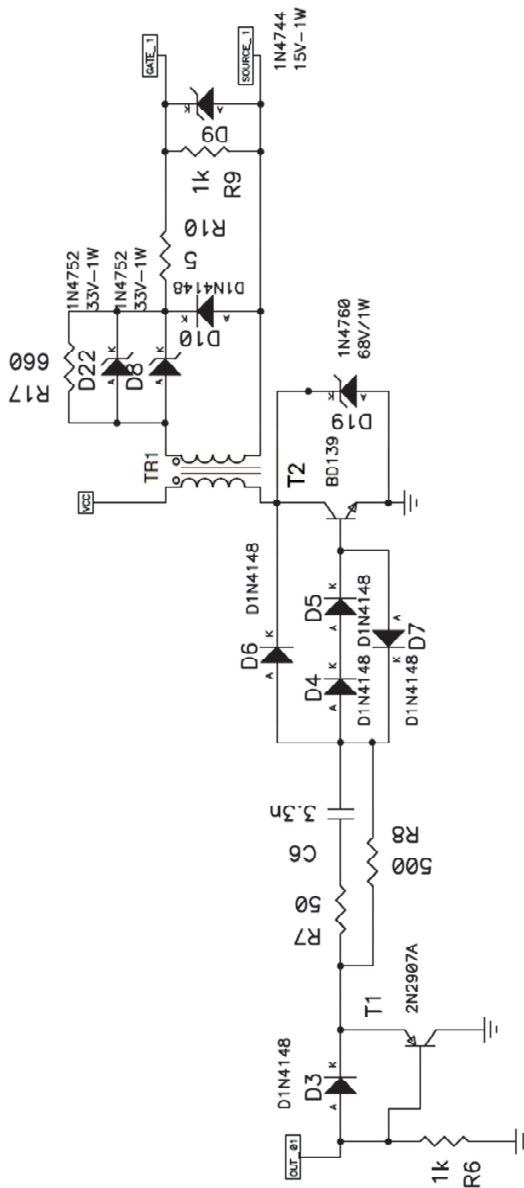 GATE_1
SOURCE_1
1N4744
15V-1W
K
A
D9
1k
R9
R10
5
1N4752
33V-1W
1N4752
33V-1W
D1N4148
K
A
D10
660
R17
D22
A
K
D8
A
K
TR1
VCC
1N4760
68V/1W
K
A
D19
T2
BD139
D1N4148
D6
A
K
D5
A
K
D1N4148
D4
A
K
D1N4148
D7
A
K
D1N4148
3.3n
C6
R8
500
50
R7
T1
2N2907A
D1N4148
D3
A
K
OUT_01
1k
R6